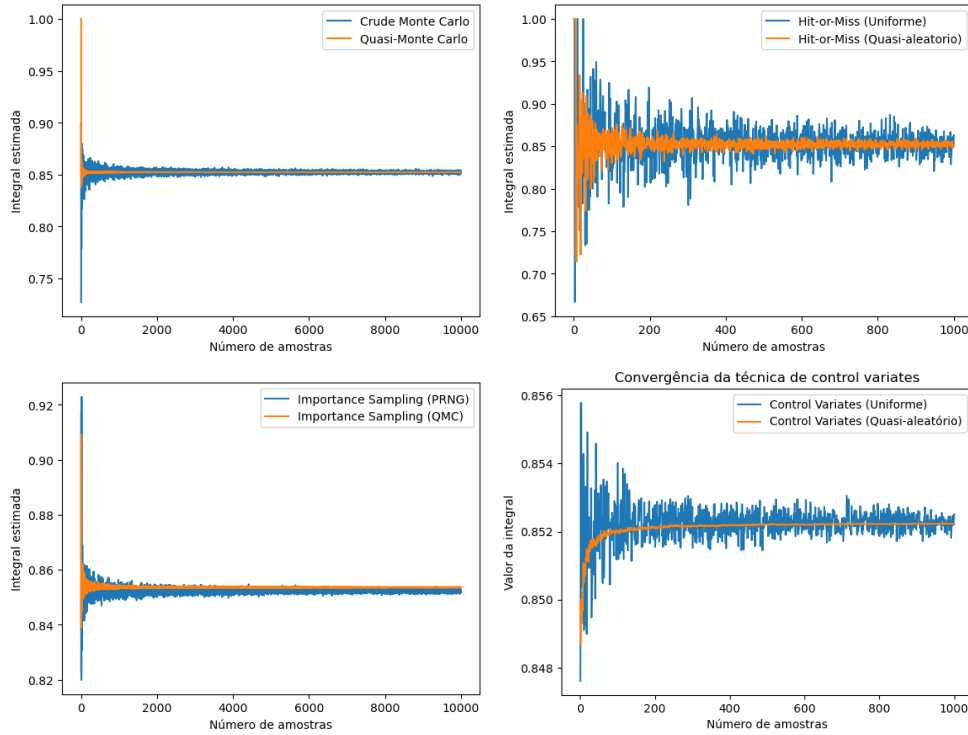 Crude Monte Carlo
Quasi-Monte Carlo
1.00
0.95
0.90
0.85
0.80
0.75
Integral estimada
0
2000
4000
6000
8000
10000
Número de amostras
Hit-or-Miss (Uniforme)
Hit-or-Miss (Quasi-aleatorio)
1.00
0.95
0.90
0.85
0.80
0.75
0.70
0.65
Integral estimada
0
200
400
600
800
1000
Número de amostras
Importance Sampling (PRNG)
Importance Sampling (QMC)
0.92
0.90
0.88
0.86
0.84
0.82
Integral estimada
0
2000
4000
6000
8000
10000
Número de amostras
Convergência da técnica de control variates
Control Variates (Uniforme)
Control Variates (Quasi-aleatório)
0.856
0.854
0.852
0.850
0.848
Valor da integral
0
200
400
600
800
1000
Número de amostras